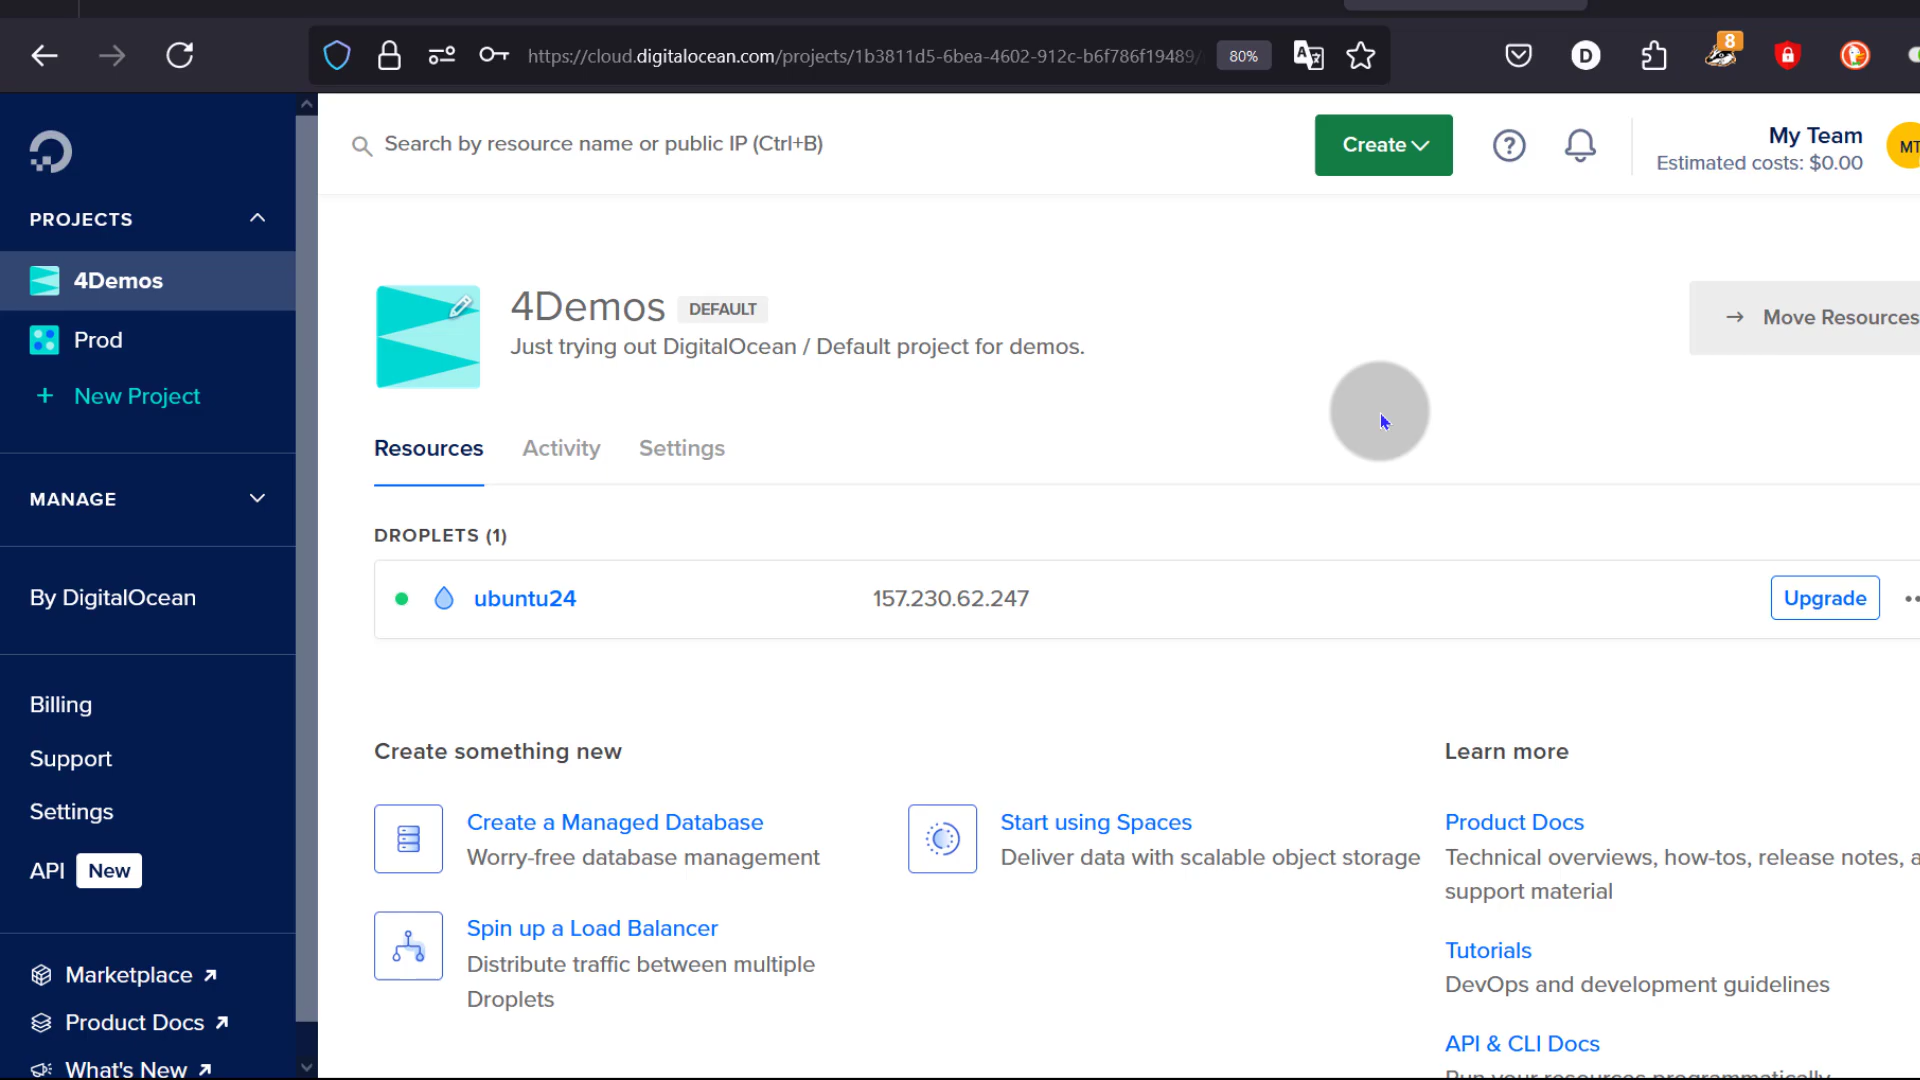 https://cloud.digitalocean.com/projects/1b3811d5-6bea-4602-912c-b6f786f19489/
80%
D
8
PROJECTS
4Demos
Prod
+ New Project
MANAGE
By DigitalOcean
Billing
Support
Settings
API New
Marketplace
Product Docs
What's New
Search by resource name or public IP (Ctrl+B)
Create
?
My Team
Estimated costs: $0.00
MT
4Demos DEFAULT
Just trying out DigitalOcean / Default project for demos.
→ Move Resources
Resources Activity Settings
DROPLETS (1)
ubuntu24 157.230.62.247 Upgrade
Create something new
Create a Managed Database
Worry-free database management
Start using Spaces
Deliver data with scalable object storage
Spin up a Load Balancer
Distribute traffic between multiple
Droplets
Learn more
Product Docs
Technical overviews, how-tos, release notes, a
support material
Tutorials
DevOps and development guidelines
API & CLI Docs
Run your resources programmatically